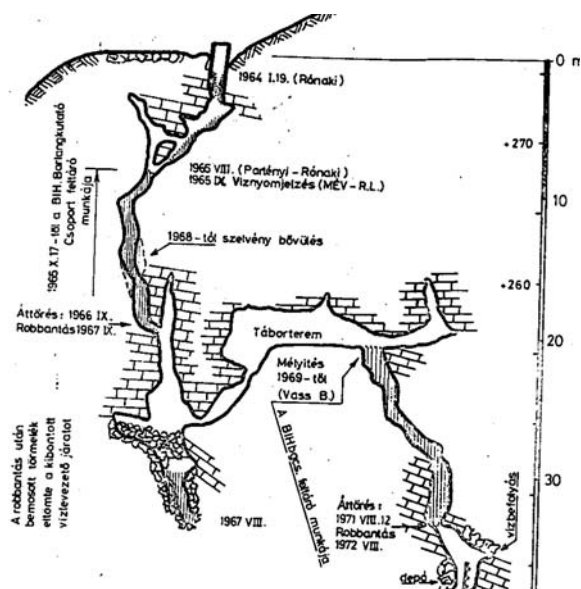 0 m
1964 I.19. (Rónaki)
+270
1965 VIII. (Partényi - Rónaki)
1965 IX. Viznyomjelzés (MÉV-R.L.)
1965 X.17-től a BIH. Barlangkutató
Csoport feltáró
munkája
10
1968-tól szelvény bővülés
+260
Áttörés: 1966 IX.
Robbantás 1967 IX.
Táborterem
20
Mélyítés
1969-től
(Vass B.)
A BIHbgcs. feltáró munkája
A robbantás után
bemosott törmelék
eltömte a kibontott
vízlevezető járatot
30
Áttörés:
1971 VIII.12
Robbantás
1972 VIII.
vízbefolyás
1967 VIII.
depó